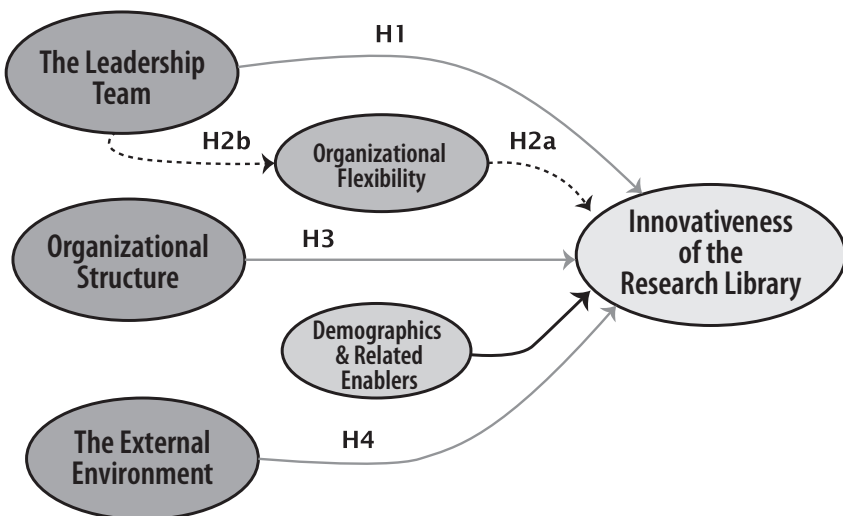 H1
The Leadership
Team
H2b
Organizational
Flexibility
H2a
Innovativeness
of the
Research Library
Organizational
Structure
H3
Demographics
& Related
Enablers
The External
Environment
H4